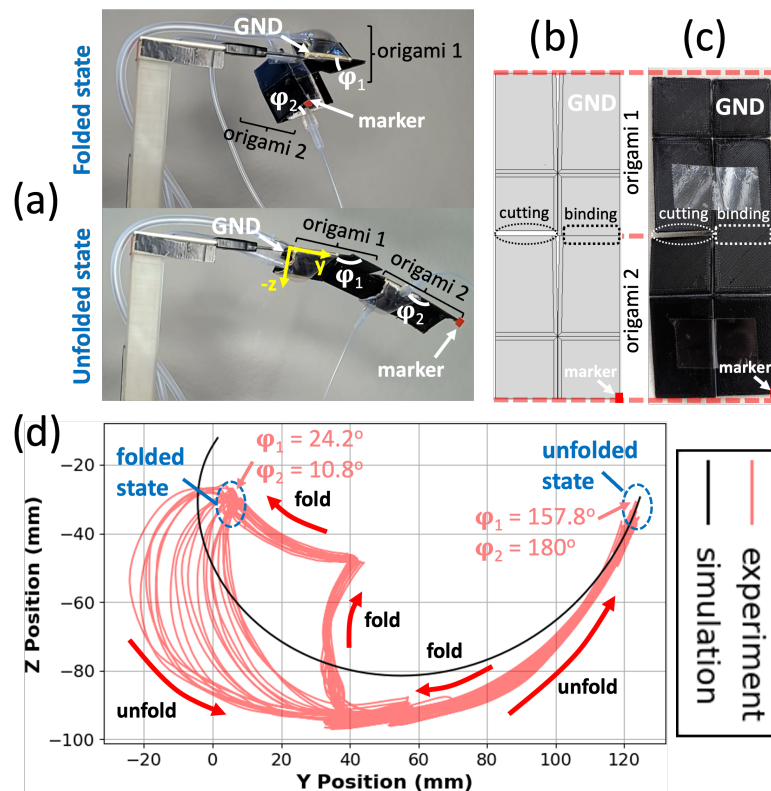 (a)
Folded state
GND
origami 1
φ1
φ2
marker
origami 2
Unfolded state
GND
origami 1
y
-z
φ1
origami 2
φ2
marker
(b)
GND
origami 1
cutting
binding
origami 2
marker
(c)
GND
cutting
binding
marker
(d)
φ1 = 24.2°
φ2 = 10.8°
folded
state
fold
unfolded
state
φ1 = 157.8°
φ2 = 180°
fold
fold
unfold
unfold
Z Position (mm)
−20
−40
−60
−80
−100
−20
0
20
40
60
80
100
120
Y Position (mm)
experiment
simulation